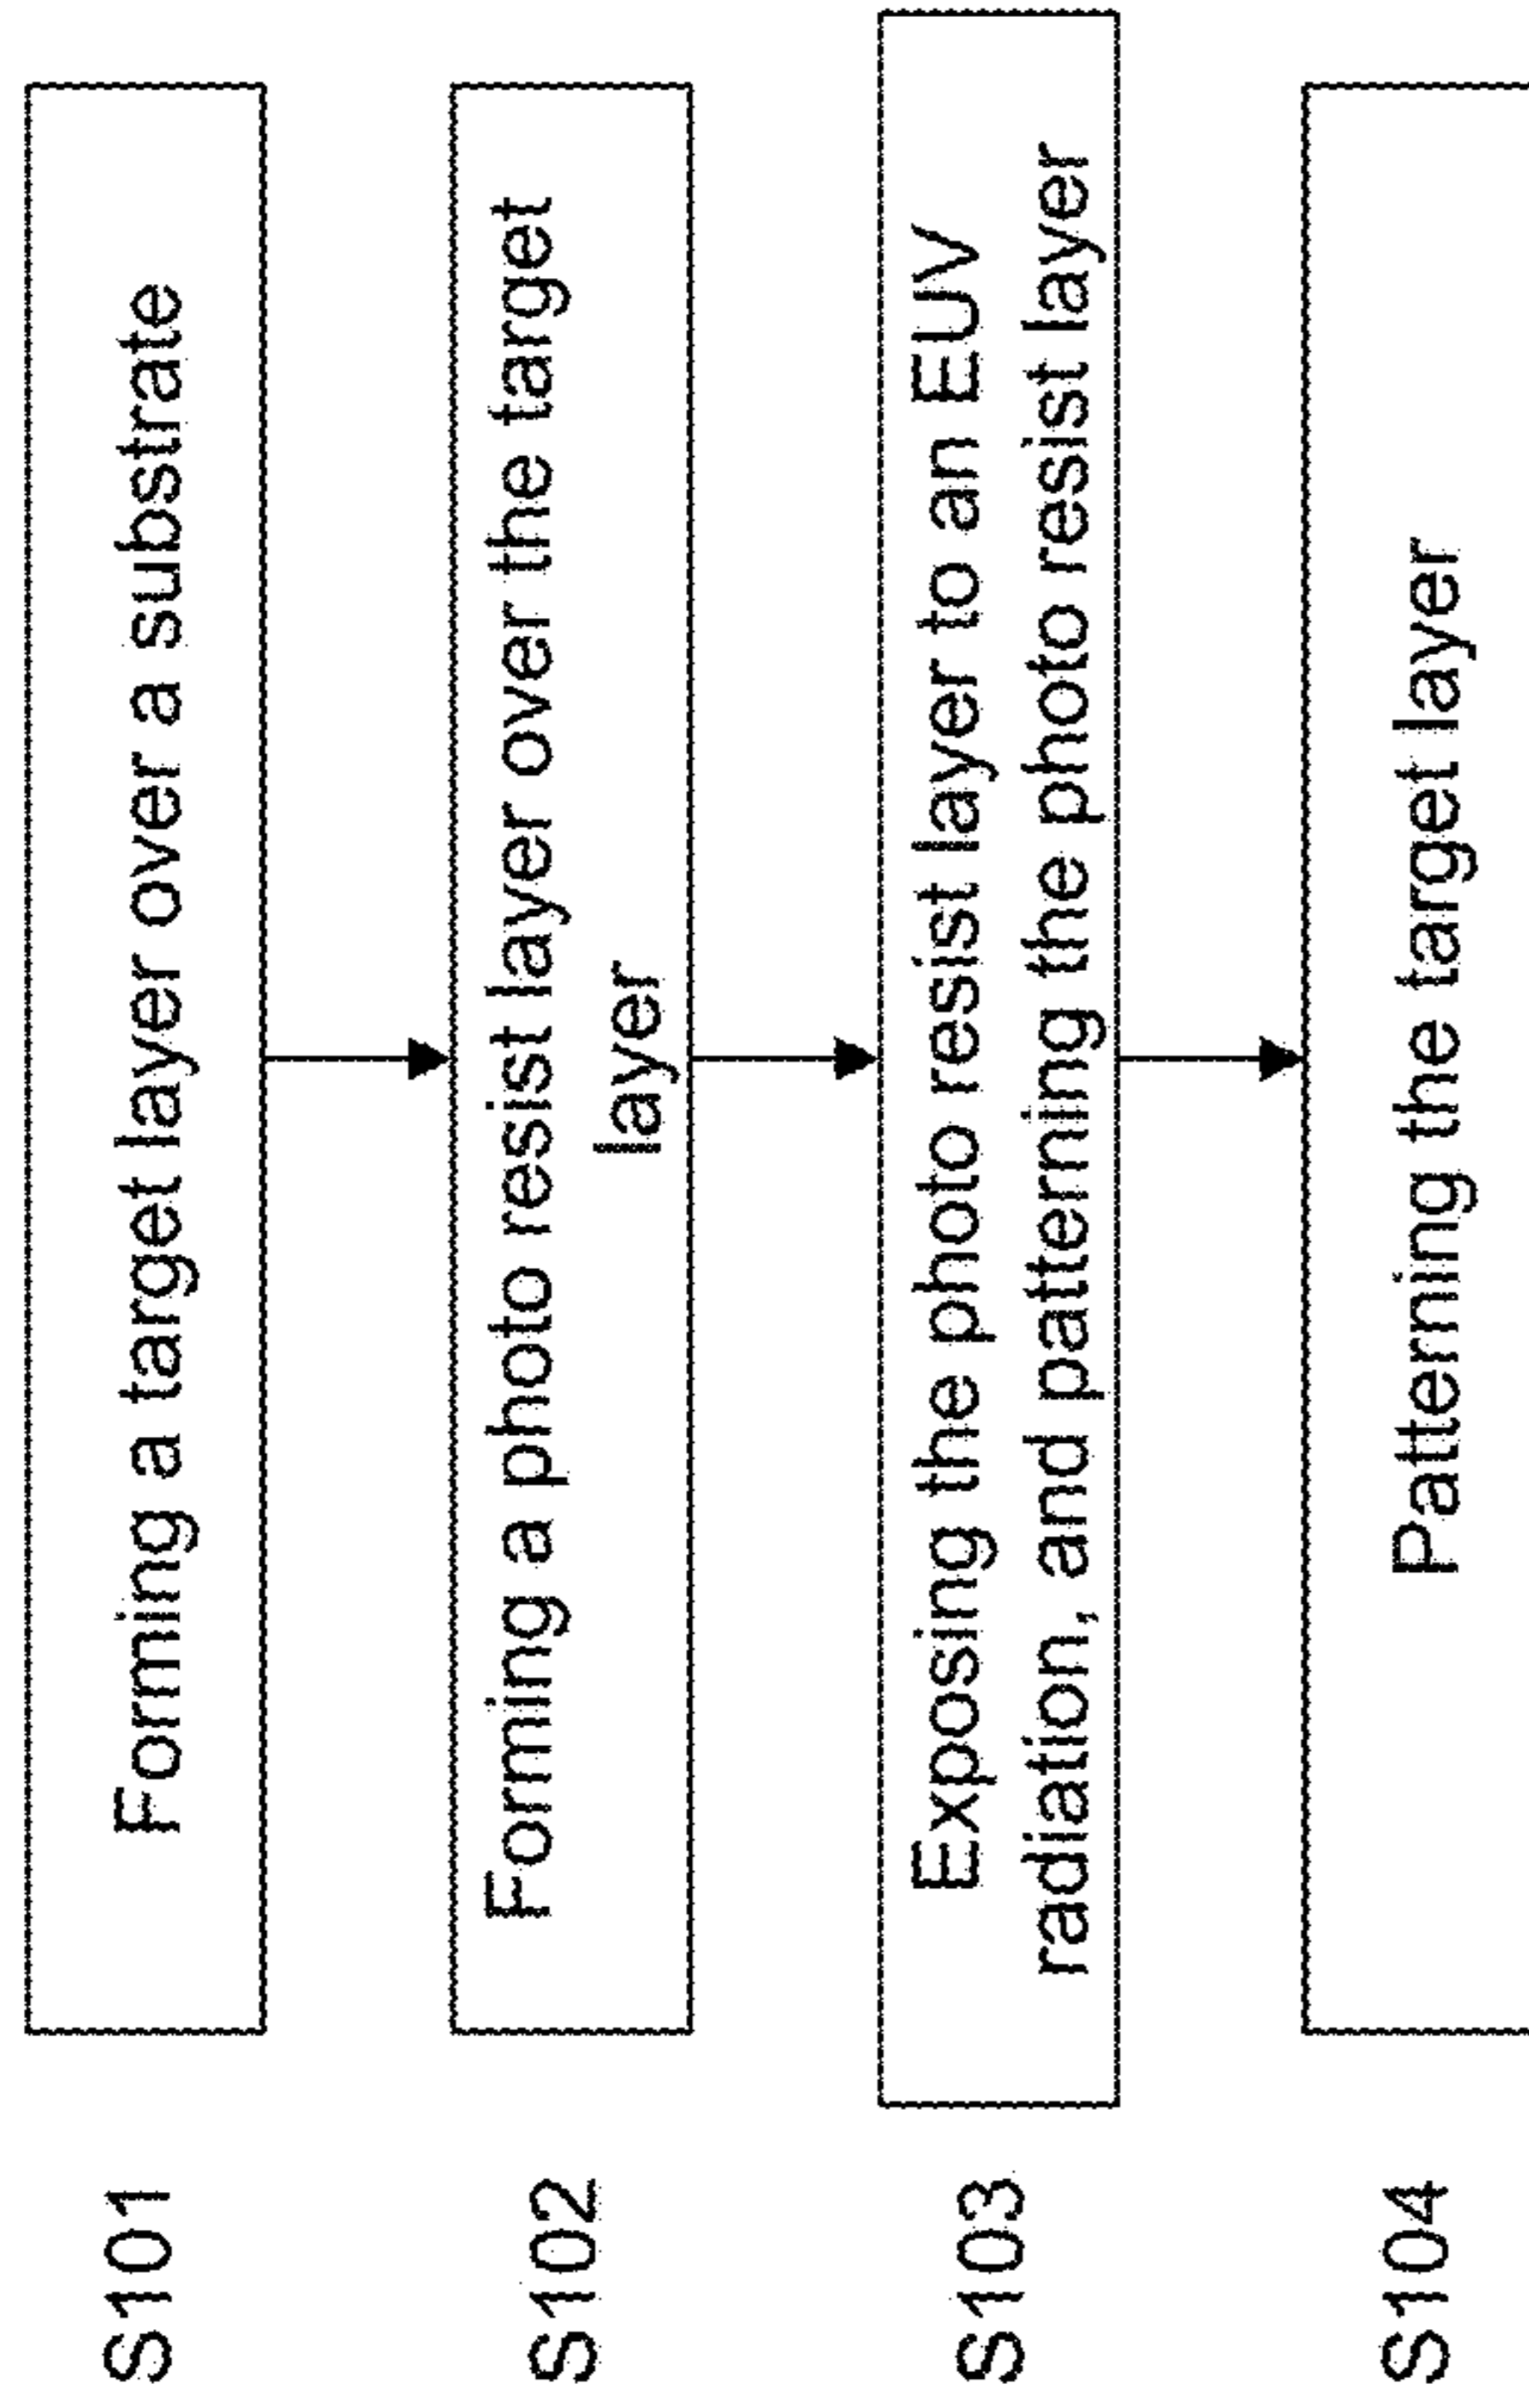 S101
Forming a target layer over a substrate
S102
Forming a photo resist layer over the target
layer
S103
Exposing the photo resist layer to an EUV
radiation, and patterning the photo resist layer
S104
Patterning the target layer